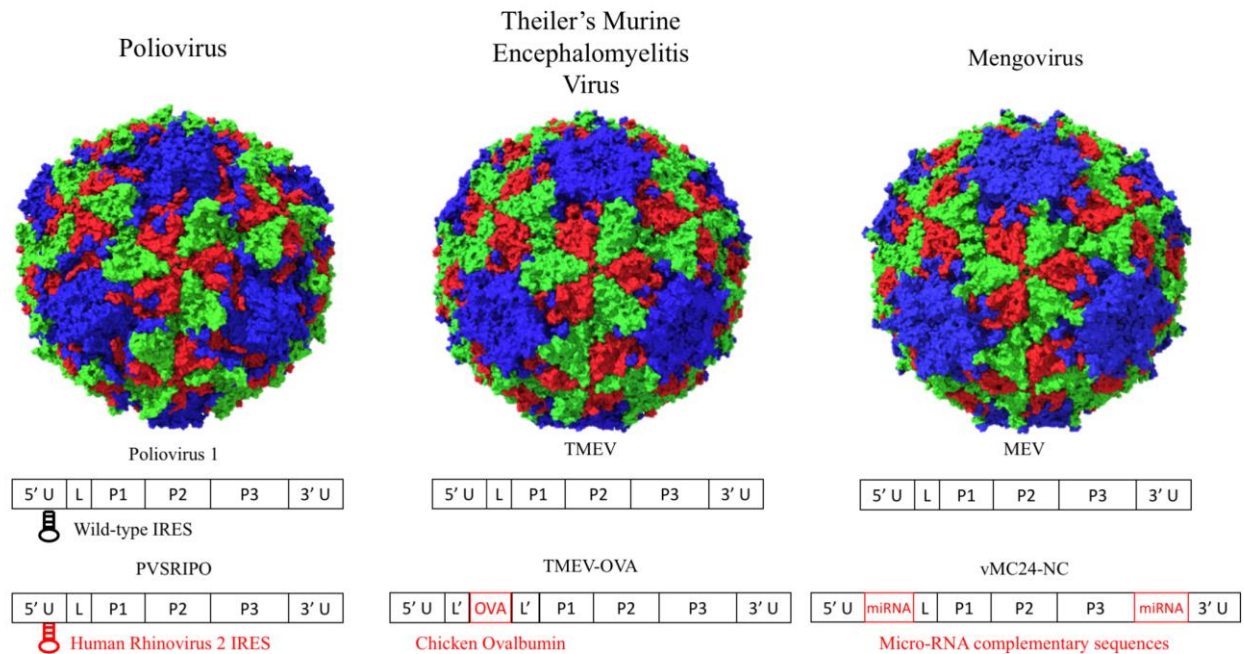 Poliovirus
Theiler’s Murine
Encephalomyelitis
Virus
Mengovirus
Poliovirus 1
5’ U L P1 P2 P3 3’ U
Wild-type IRES
TMEV
5’ U L P1 P2 P3 3’ U
MEV
5’ U L P1 P2 P3 3’ U
PVSRIPO
5’ U L P1 P2 P3 3’ U
Human Rhinovirus 2 IRES
TMEV-OVA
5’ U L’ OVA L’ P1 P2 P3 3’ U
Chicken Ovalbumin
vMC24-NC
5’ U miRNA L P1 P2 P3 miRNA 3’ U
Micro-RNA complementary sequences